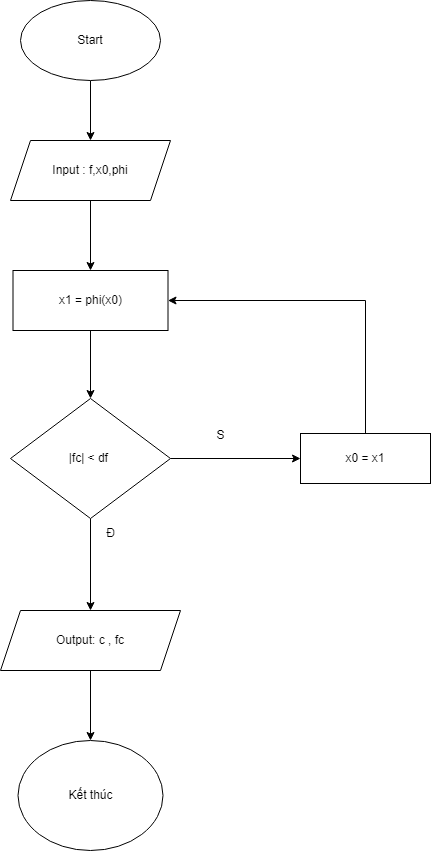 Start
Input : f,x0,phi
x1 = phi(x0)
|fc| < df
S
x0 = x1
Đ
Output: c , fc
Kết thúc